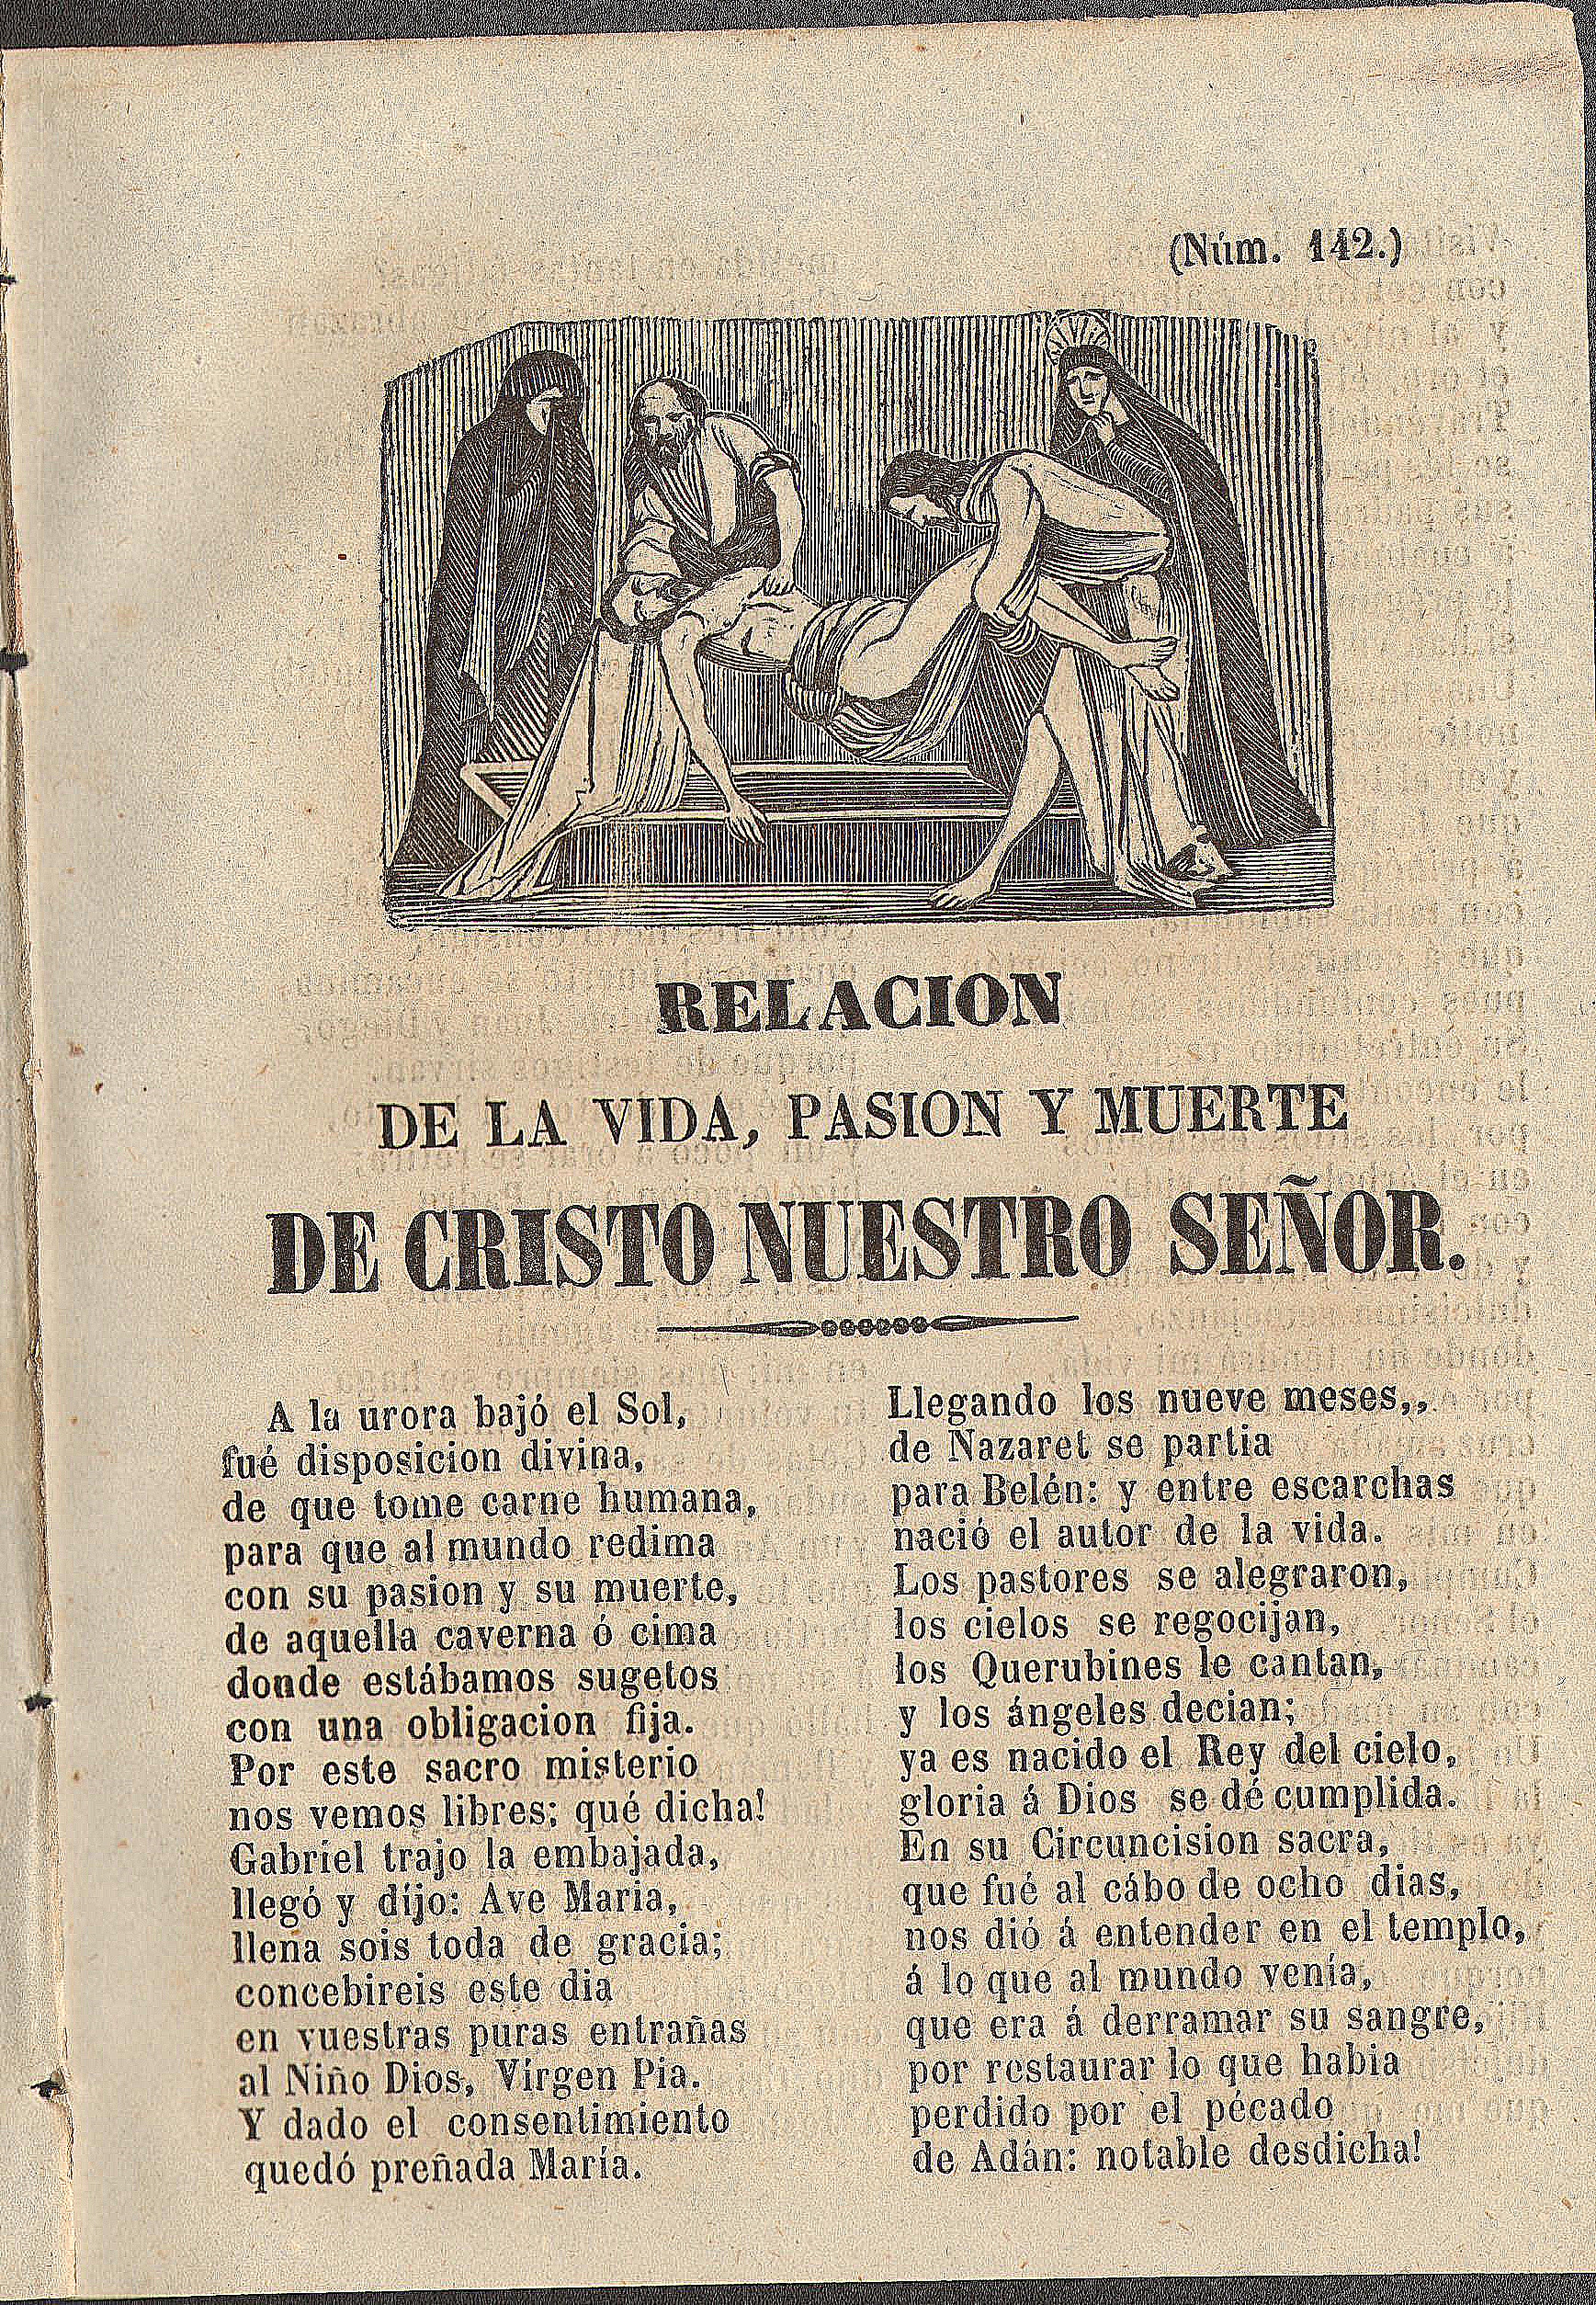 (Núm. 142.)
RELACION
DE LA VIDA, PASION Y MUERTE
DE CRISTO NUESTRO SEÑOR.
A la urora bajó el Sol,
fué disposicion divina,
de que tome carne humana,
para que al mundo redima
con su pasion y su muerte,
de aquella caverna ó cima
donde estábamos sugetos
con una obligacion fija.
Por este sacro misterio
nos vemos libres: qué dicha!
Gabriel trajo la embajada,
llegó y díjo: Ave Maria,
llena sois toda de gracia;
concebireis este dia
en vuestras puras entrañas
al Niño Dios, Vírgen Pia.
Y dado el consentimiento
quedó preñada María.
Llegando los nueve meses,,
de Nazaret se partia
para Belén: y entre escarchas
nació el autor de la vida.
Los pastores se alegraron,
los cielos se regocijan,
los Querubines le cantan,
y los ángeles decian;
ya es nacido el Rey del cielo,
gloria á Dios se dé cumplida.
En su Circuncision sacra,
que fué al cábo de ocho dias,
nos dió á entender en el templo,
á lo que al mundo venía,
que era á derramar su sangre,
por restaurar lo que habia
perdido por el pécado
de Adán: notable desdicha!